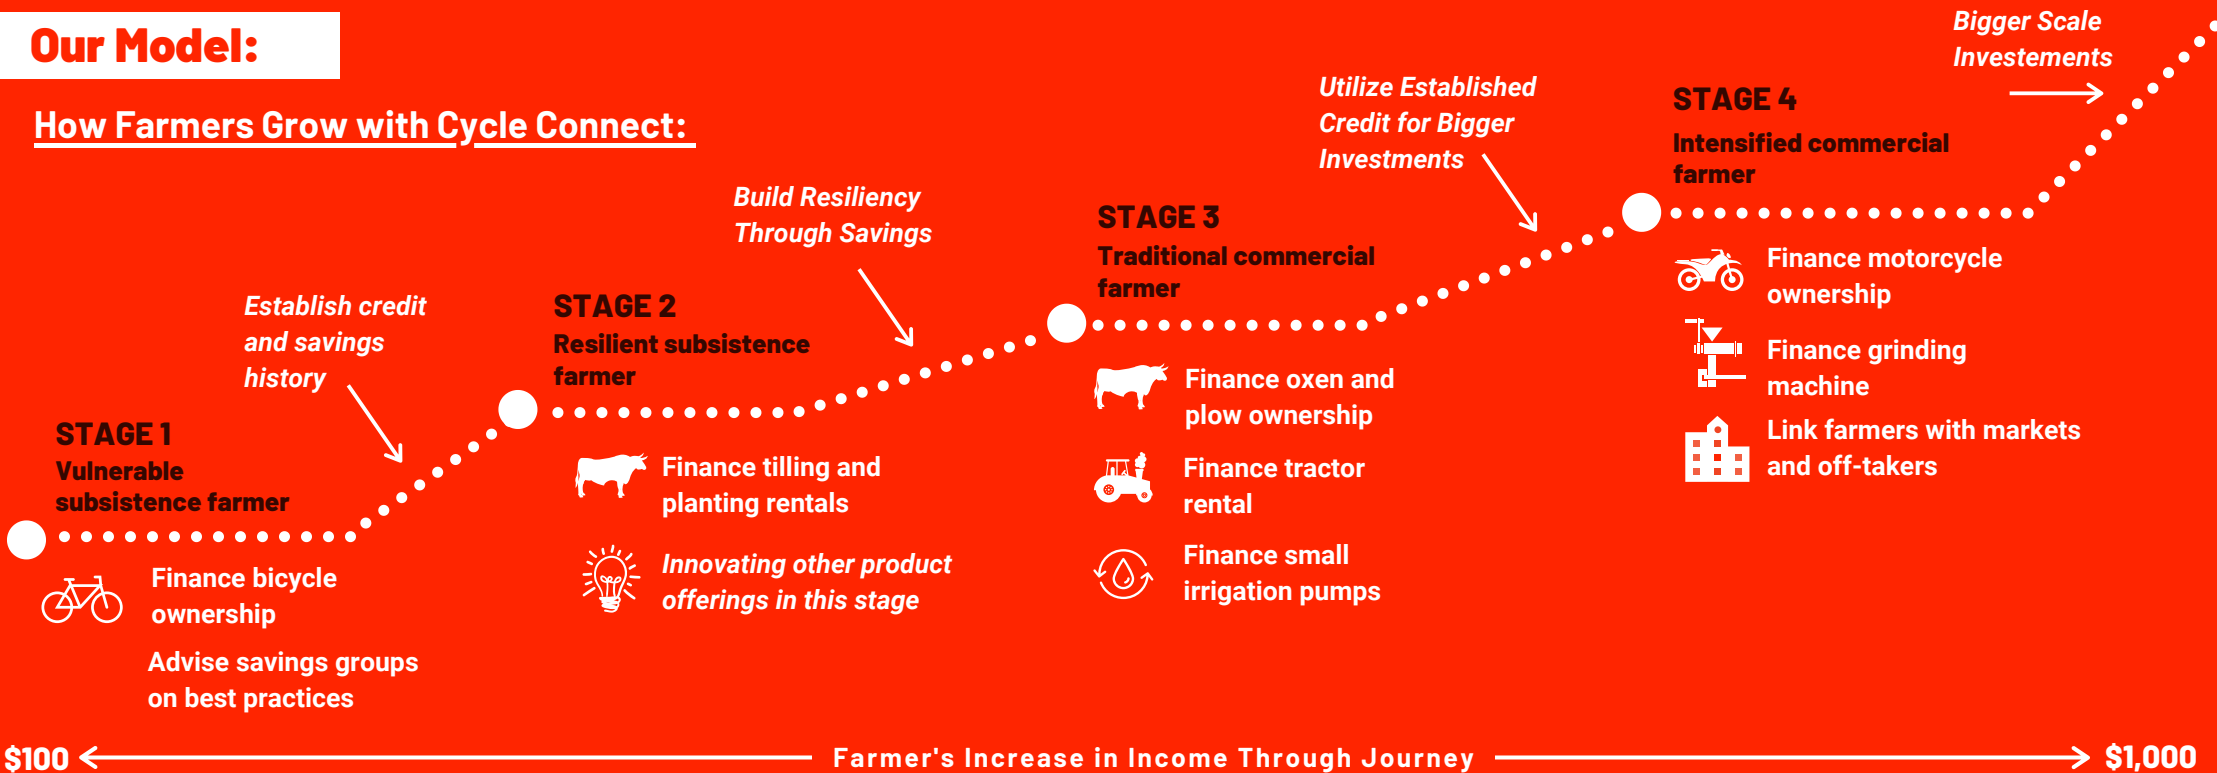 Our Model:
How Farmers Grow with Cycle Connect:
STAGE 1
Vulnerable
subsistence farmer
Finance bicycle
ownership
Advise savings groups
on best practices
Establish credit
and savings
history
STAGE 2
Resilient subsistence
farmer
Finance tilling and
planting rentals
Innovating other product
offerings in this stage
Build Resiliency
Through Savings
STAGE 3
Traditional commercial
farmer
Finance oxen and
plow ownership
Finance tractor
rental
Finance small
irrigation pumps
Utilize Established
Credit for Bigger
Investments
STAGE 4
Intensified commercial
farmer
Finance motorcycle
ownership
Finance grinding
machine
Link farmers with markets
and off-takers
Bigger Scale
Investements
$100
Farmer's Increase in Income Through Journey
$1,000